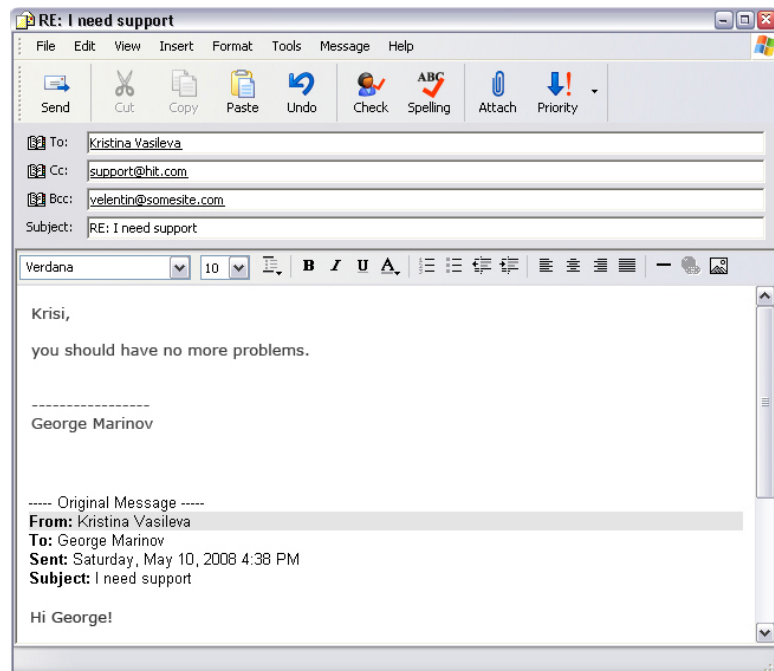 RE: I need support
File Edit View Insert Format Tools Message Help
ABC
Send Cut Copy Paste Undo Check Spelling Attach Priority
To: Kristina Vasileva
Cc: support@hit.com
Bcc: velentin@somesite.com
Subject: RE: I need support
Verdana 10 B I U A
Krisi,
you should have no more problems.
-----------------
George Marinov
----- Original Message -----
From: Kristina Vasileva
To: George Marinov
Sent: Saturday, May 10, 2008 4:38 PM
Subject: I need support
Hi George!